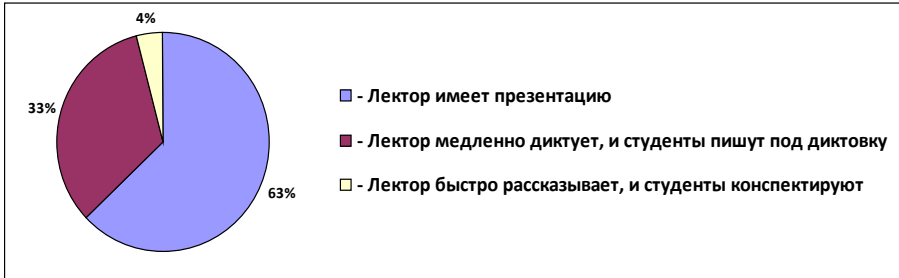 4%
33%
63%
- Лектор имеет презентацию
- Лектор медленно диктует, и студенты пишут под диктовку
- Лектор быстро рассказывает, и студенты конспектируют